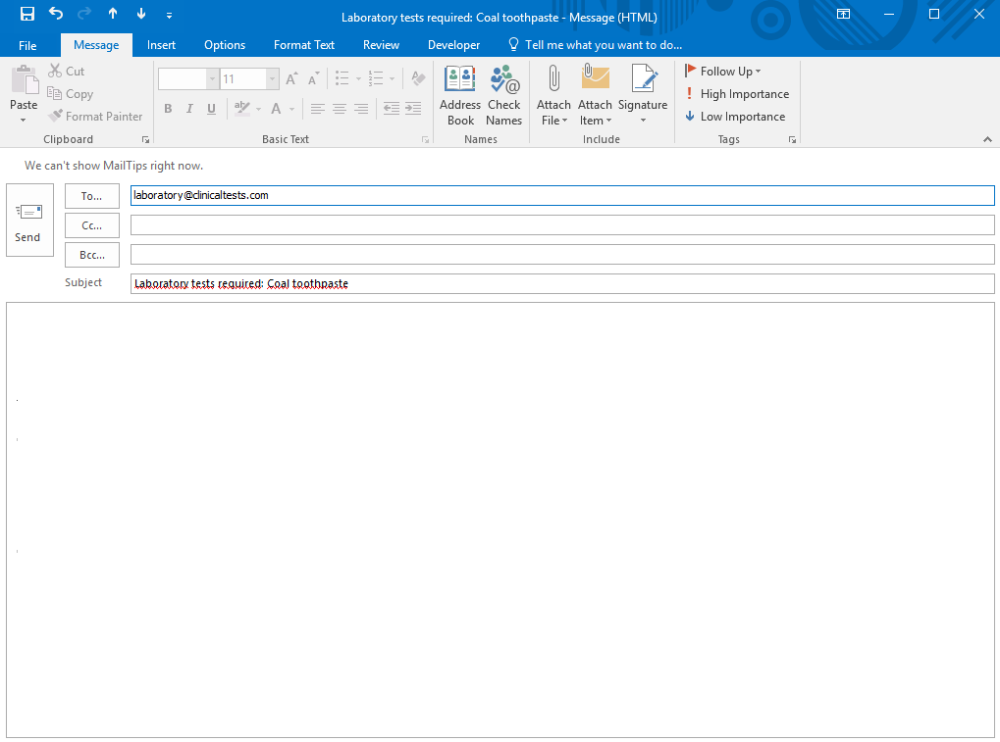 Laboratory tests required: Coal toothpaste - Message (HTML)
File Message Insert Options Format Text Review Developer Tell me what you want to do...
Paste
Cut
Copy
Format Painter
Clipboard
11
B I U
A
Basic Text
Address Book
Check Names
Names
Attach File
Attach Item
Signature
Include
Follow Up
High Importance
Low Importance
Tags
We can't show MailTips right now.
Send
To... laboratory@clinicaltests.com
Cc...
Bcc...
Subject Laboratory tests required: Coal toothpaste